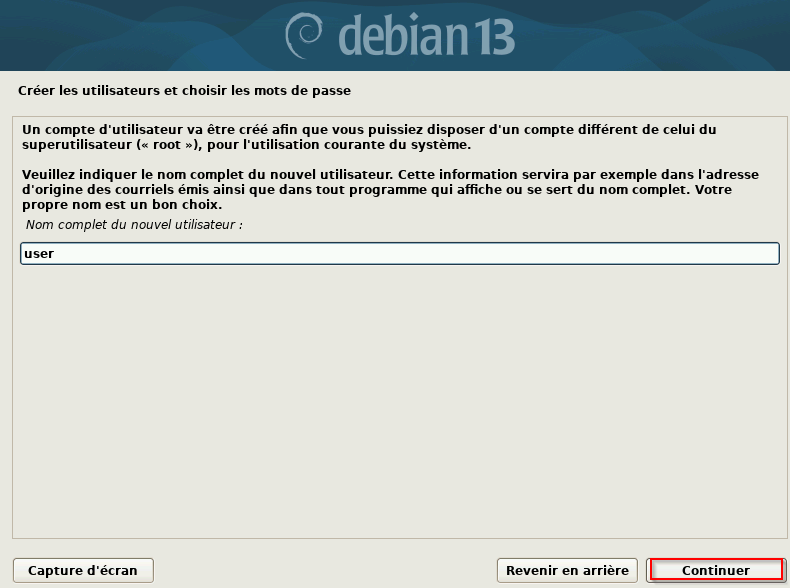 debian 13
Créer les utilisateurs et choisir les mots de passe
Un compte d'utilisateur va être créé afin que vous puissiez disposer d'un compte différent de celui du
superutilisateur (« root »), pour l'utilisation courante du système.
Veuillez indiquer le nom complet du nouvel utilisateur. Cette information servira par exemple dans l'adresse
d'origine des courriels émis ainsi que dans tout programme qui affiche ou se sert du nom complet. Votre
propre nom est un bon choix.
Nom complet du nouvel utilisateur :
user
Capture d'écran
Revenir en arrière
Continuer